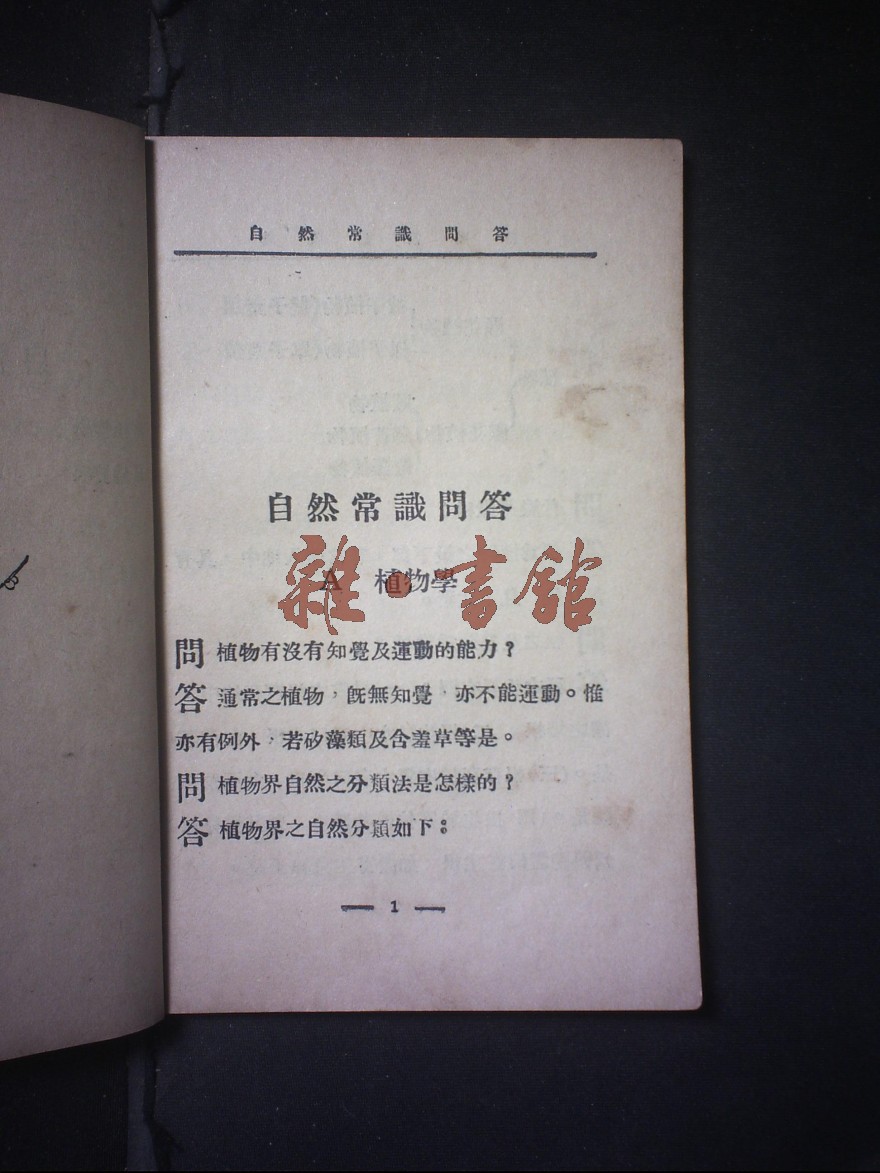 自然常識問答
自然常識問答
A 植物學
雜·書館
問 植物有沒有知覺及運動的能力？
答 通常之植物，旣無知覺，亦不能運動。惟
亦有例外，若矽藻類及含羞草等是。
問 植物界自然之分類法是怎樣的？
答 植物界之自然分類如下：
— 1 —